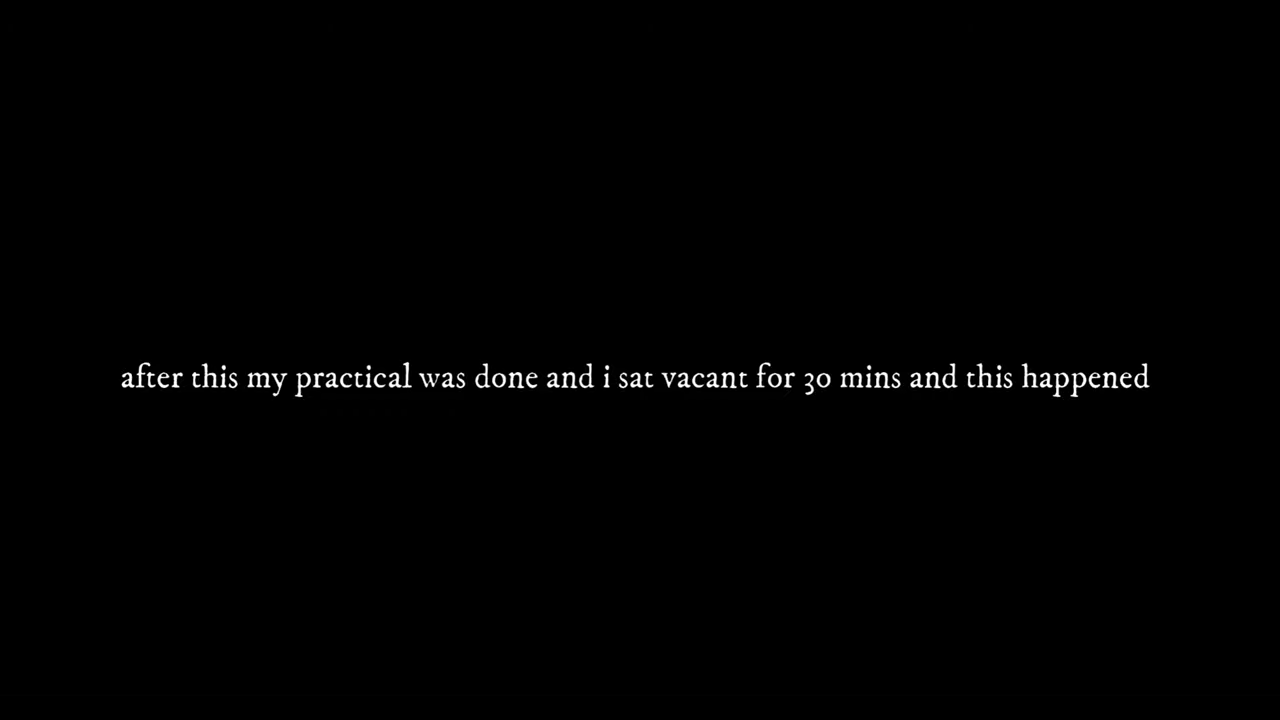 after this my practical was done and i sat vacant for 30 mins and this happened